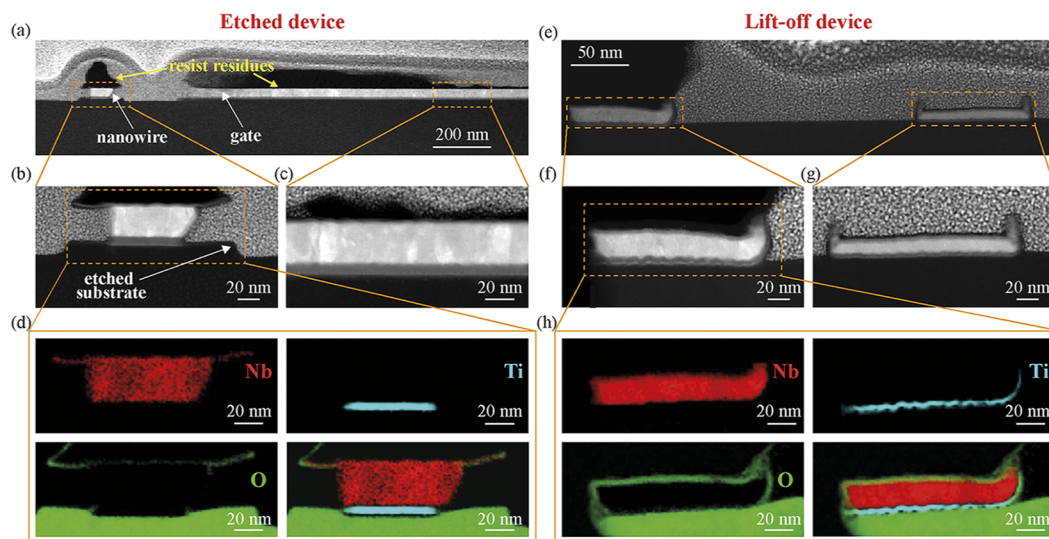 Etched device
Lift-off device
(a)
resist residues
nanowire
gate
200 nm
(e)
50 nm
(b)
etched
substrate
20 nm
(c)
20 nm
(f)
20 nm
(g)
20 nm
(d)
Nb
20 nm
Ti
20 nm
O
20 nm
20 nm
(h)
Nb
20 nm
Ti
20 nm
O
20 nm
20 nm